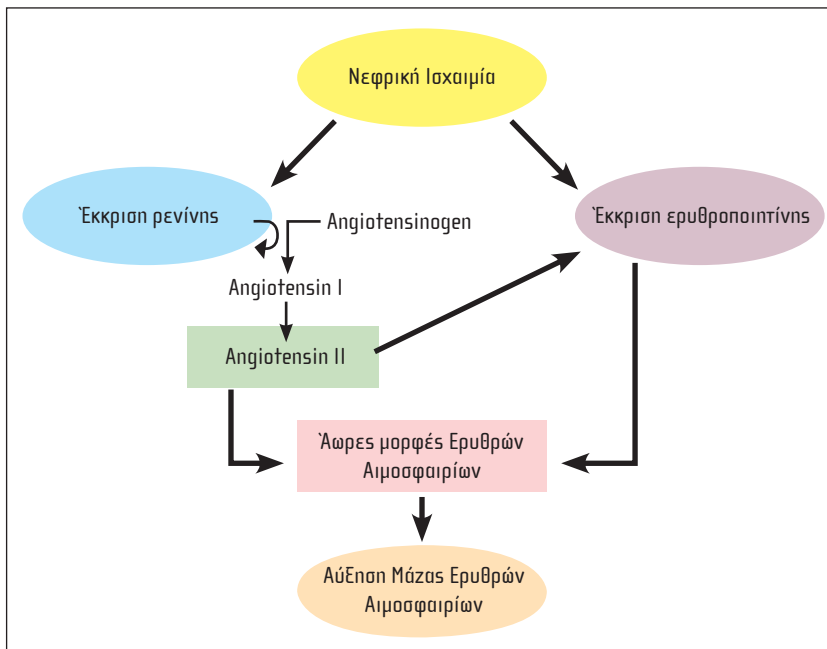 Νεφρική Ισχαιμία
Έκκριση ρενίνης
Angiotensinogen
Έκκριση ερυθροποιητίνης
Angiotensin I
Angiotensin II
Άωρες μορφές Ερυθρών
Αιμοσφαιρίων
Αύξηση Μάζας Ερυθρών
Αιμοσφαιρίων